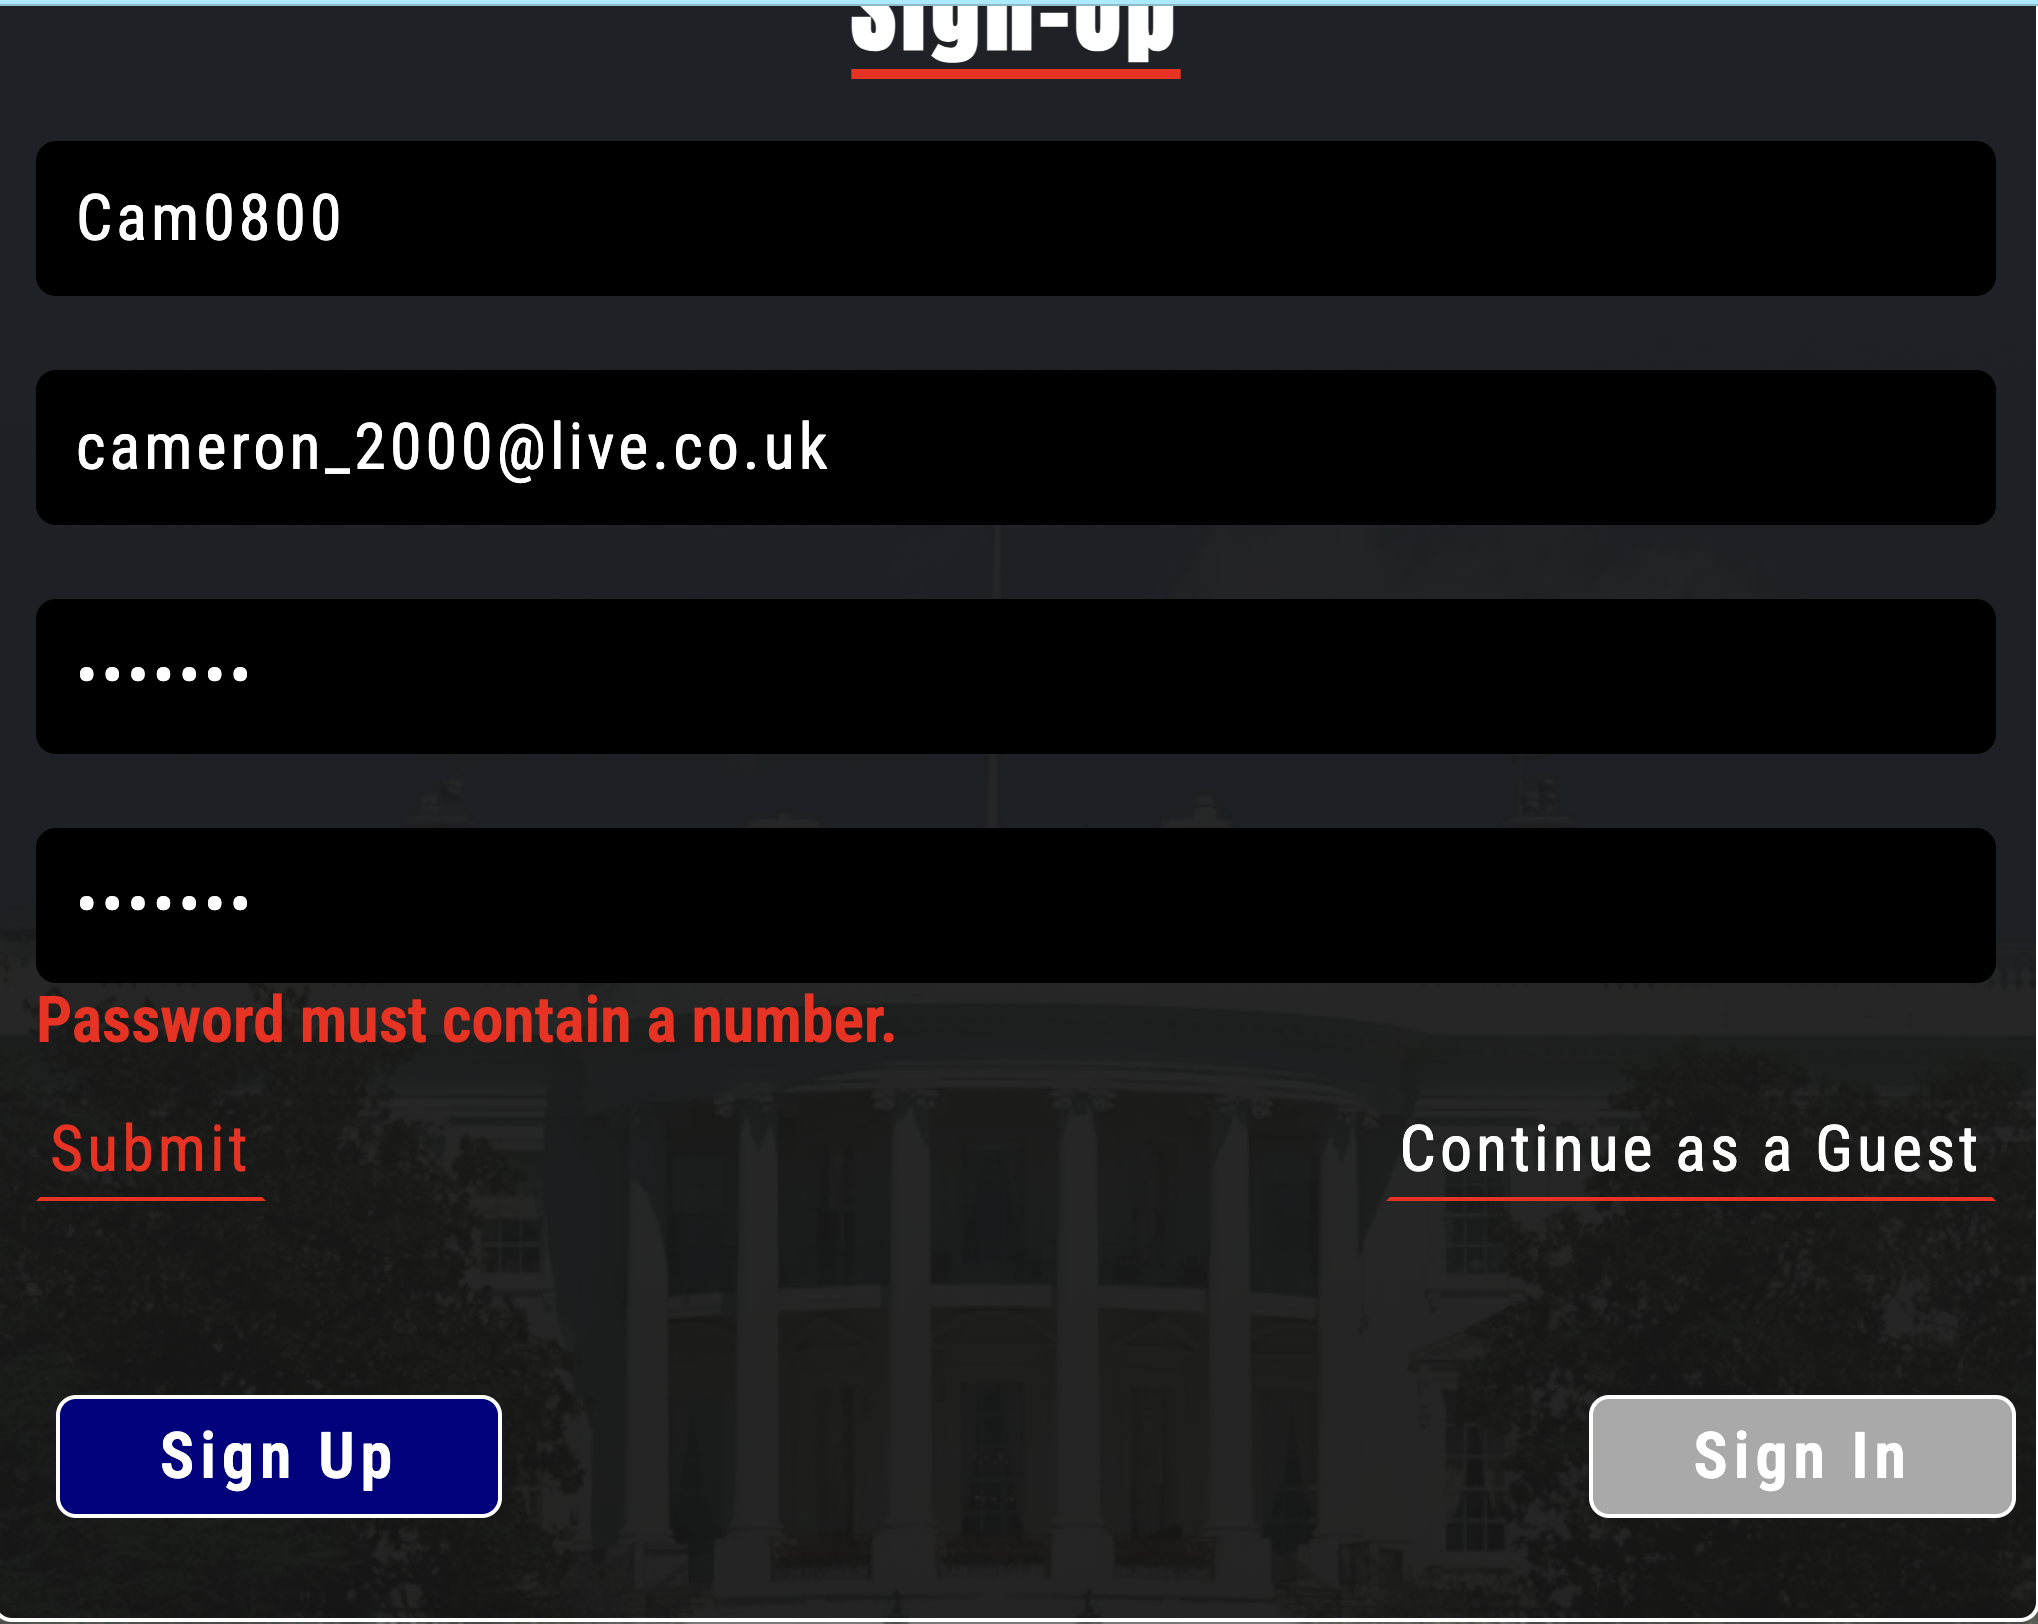 Sign-Up
Cam0800
cameron_2000@live.co.uk
•••••••
•••••••
Password must contain a number.
Submit
Continue as a Guest
Sign Up
Sign In